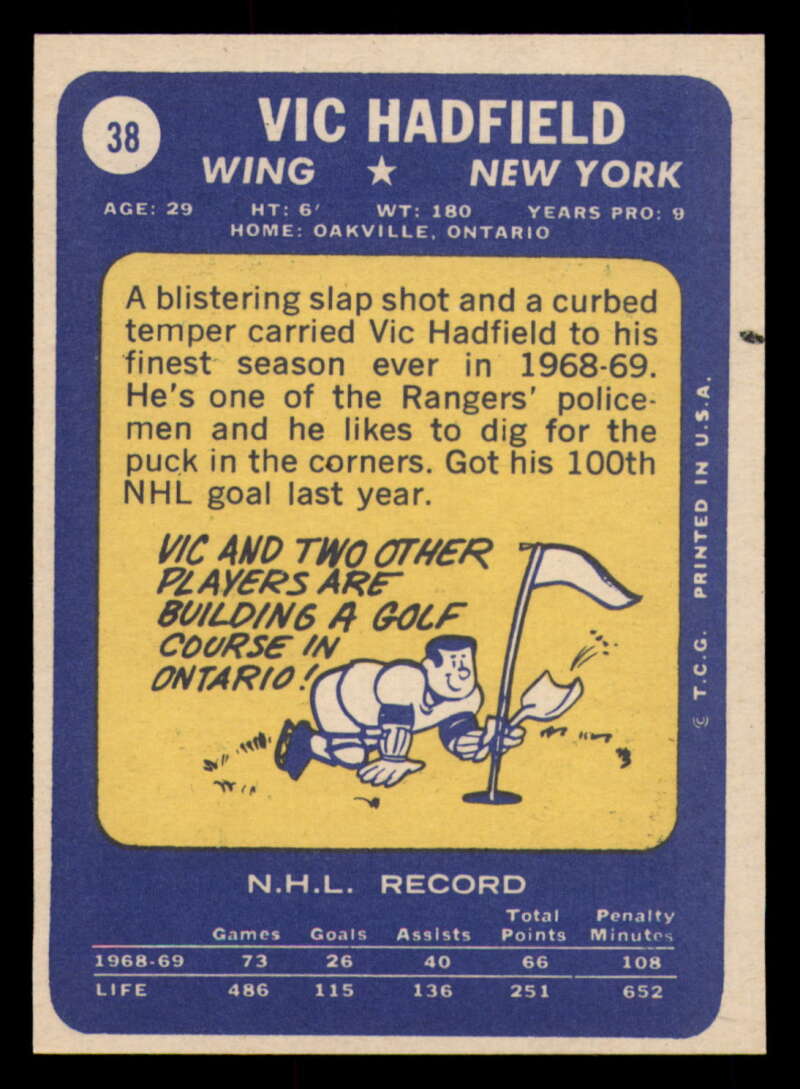 38
VIC HADFIELD
WING ★ NEW YORK
AGE: 29 HT: 6' WT: 180 YEARS PRO: 9
HOME: OAKVILLE, ONTARIO
A blistering slap shot and a curbed
temper carried Vic Hadfield to his
finest season ever in 1968-69.
He's one of the Rangers' police-
men and he likes to dig for the
puck in the corners. Got his 100th
NHL goal last year.
VIC AND TWO OTHER
PLAYERS ARE
BUILDING A GOLF
COURSE IN
ONTARIO!
© T.C.G. PRINTED IN U.S.A.
N.H.L. RECORD
Games Goals Assists Total Points Penalty Minutes
1968-69 73 26 40 66 108
LIFE 486 115 136 251 652